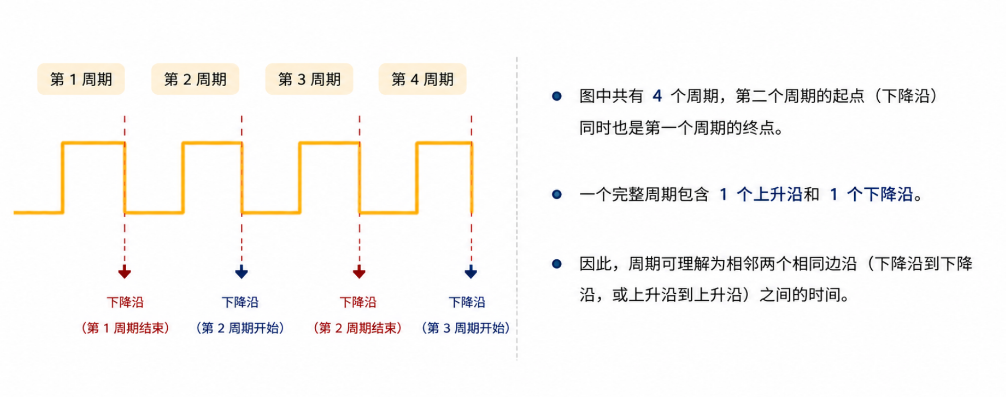 第 1 周期
第 2 周期
第 3 周期
第 4 周期
下降沿
(第 1 周期结束)
下降沿
(第 2 周期开始)
下降沿
(第 2 周期结束)
下降沿
(第 3 周期开始)
图中共有 4 个周期，第二个周期的起点（下降沿）
同时也是第一个周期的终点。
一个完整周期包含 1 个上升沿和 1 个下降沿。
因此，周期可理解为相邻两个相同边沿（下降沿到下降
沿，或上升沿到上升沿）之间的时间。